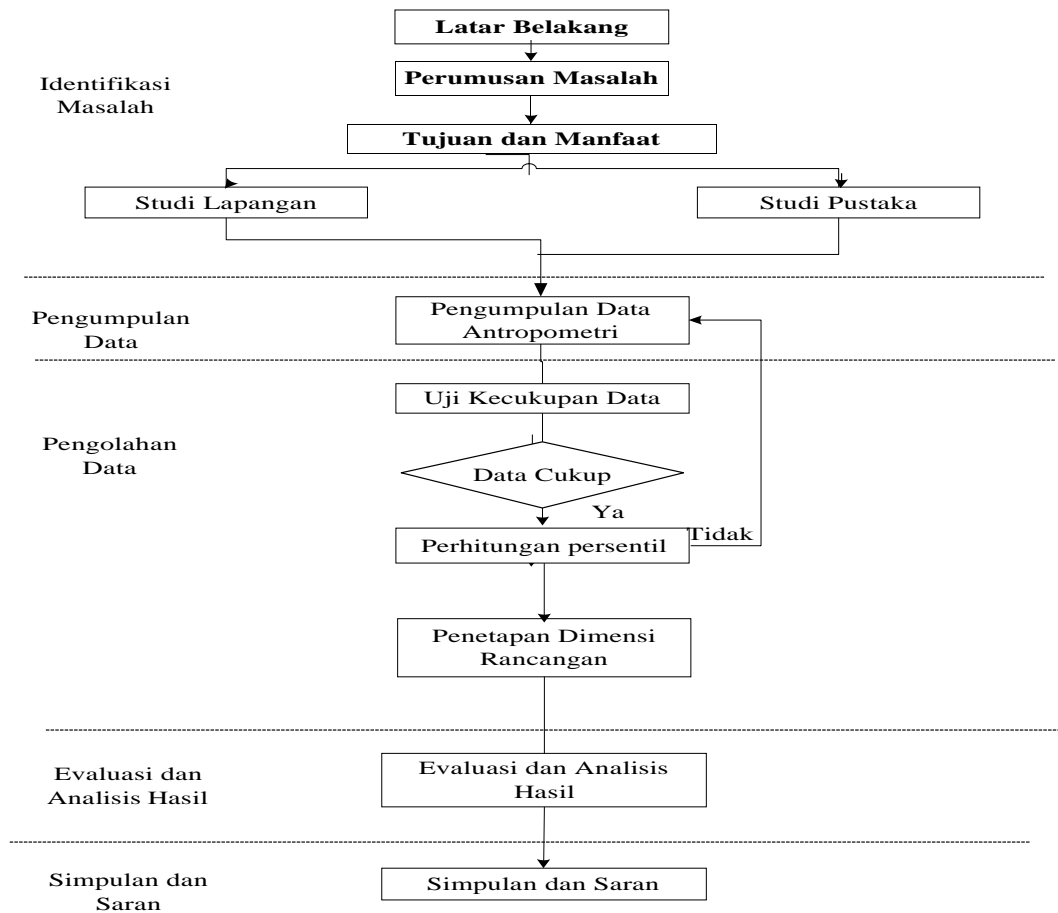 Latar Belakang
Identifikasi
Masalah
Perumusan Masalah
Tujuan dan Manfaat
Studi Lapangan
Studi Pustaka
Pengumpulan
Data
Pengumpulan Data
Antropometri
Uji Kecukupan Data
Pengolahan
Data
Data Cukup
Ya
Tidak
Perhitungan persentil
Penetapan Dimensi
Rancangan
Evaluasi dan
Analisis Hasil
Evaluasi dan Analisis
Hasil
Simpulan dan
Saran
Simpulan dan Saran